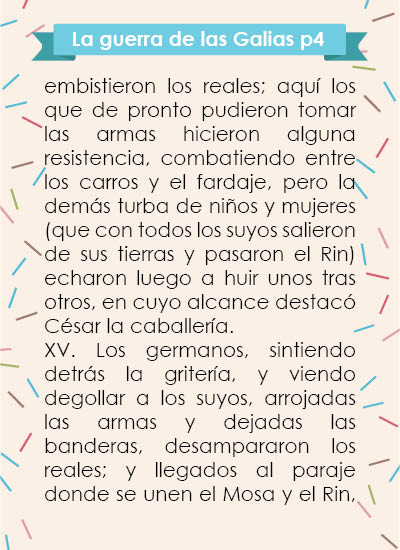 La guerra de las Galias p4
embistieron los reales; aquí los
que de pronto pudieron tomar
las armas hicieron alguna
resistencia, combatiendo entre
los carros y el fardaje, pero la
demás turba de niños y mujeres
(que con todos los suyos salieron
de sus tierras y pasaron el Rin)
echaron luego a huir unos tras
otros, en cuyo alcance destacó
César la caballería.
XV. Los germanos, sintiendo
detrás la gritería, y viendo
degollar a los suyos, arrojadas
las armas y dejadas las
banderas, desampararon los
reales; y llegados al paraje
donde se unen el Mosa y el Rin,